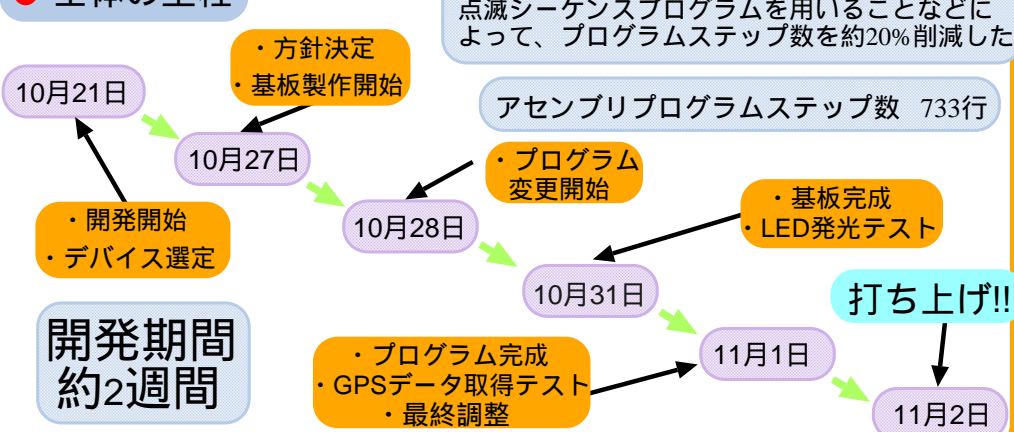 点滅シーケンスプログラムを用いることなどに
よって、プログラムステップ数を約20%削減した
・方針決定
・基板製作開始
10月21日
アセンブリプログラムステップ数 733行
10月27日
・プログラム
変更開始
・開発開始
・デバイス選定
10月28日
・基板完成
・LED発光テスト
10月31日
打ち上げ!!
開発期間
約2週間
・プログラム完成
・GPSデータ取得テスト
・最終調整
11月1日
11月2日